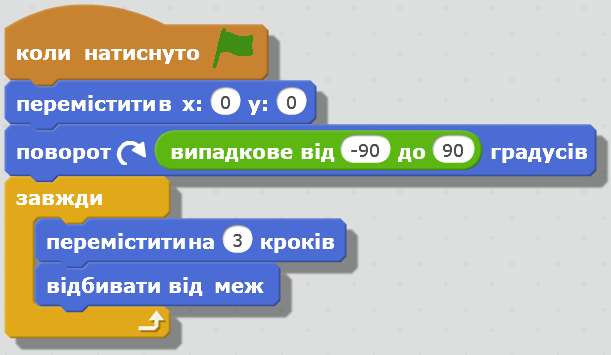 коли натиснуто
перемістити в x: 0 y: 0
поворот випадкове від -90 до 90 градусів
завжди
перемістити на 3 кроків
відбивати від меж